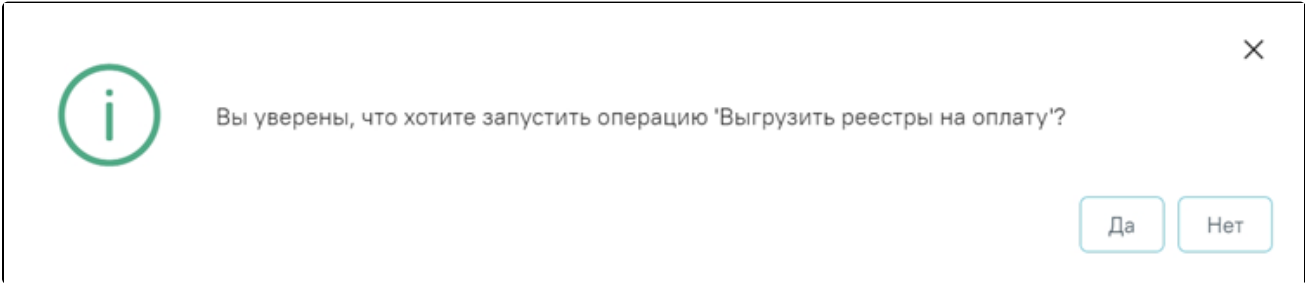 Вы уверены, что хотите запустить операцию 'Выгрузить реестры на оплату'?
Да Нет